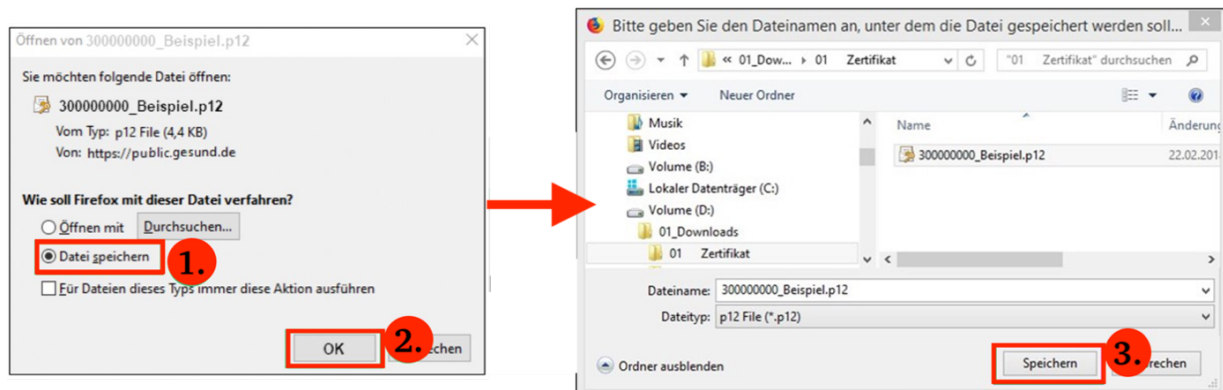 Öffnen von 300000000_Beispiel.p12
Sie möchten folgende Datei öffnen:
300000000_Beispiel.p12
Vom Typ: p12 File (4,4 KB)
Von: https://public.gesund.de
Wie soll Firefox mit dieser Datei verfahren?
Öffnen mit Durchsuchen...
Datei speichern
1.
Für Dateien dieses Typs immer diese Aktion ausführen
OK
2.
Bitte geben Sie den Dateinamen an, unter dem die Datei gespeichert werden soll...
« 01_Dow... 01 Zertifikat
"01 Zertifikat" durchsuchen
Organisieren Neuer Ordner
Musik
Videos
Volume (B:)
Lokaler Datenträger (C:)
Volume (D:)
01_Downloads
01 Zertifikat
Name Änderung
300000000_Beispiel.p12 22.02.201
Dateiname: 300000000_Beispiel.p12
Dateityp: p12 File (*.p12)
Ordner ausblenden
Speichern
3.